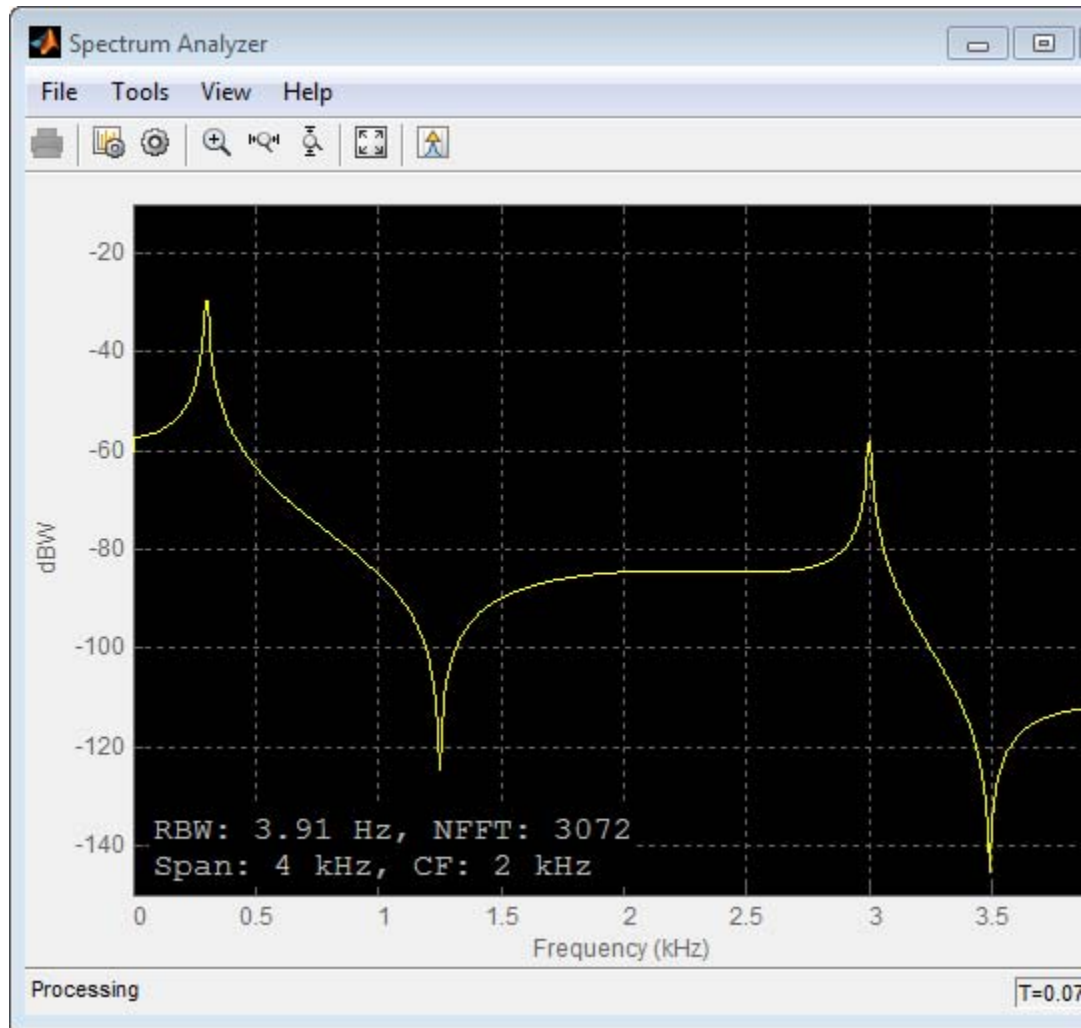 Spectrum Analyzer
File Tools View Help
-20
-40
-60
-80
-100
-120
-140
dBW
RBW: 3.91 Hz, NFFT: 3072
Span: 4 kHz, CF: 2 kHz
0 0.5 1 1.5 2 2.5 3 3.5
Frequency (kHz)
Processing
T=0.07